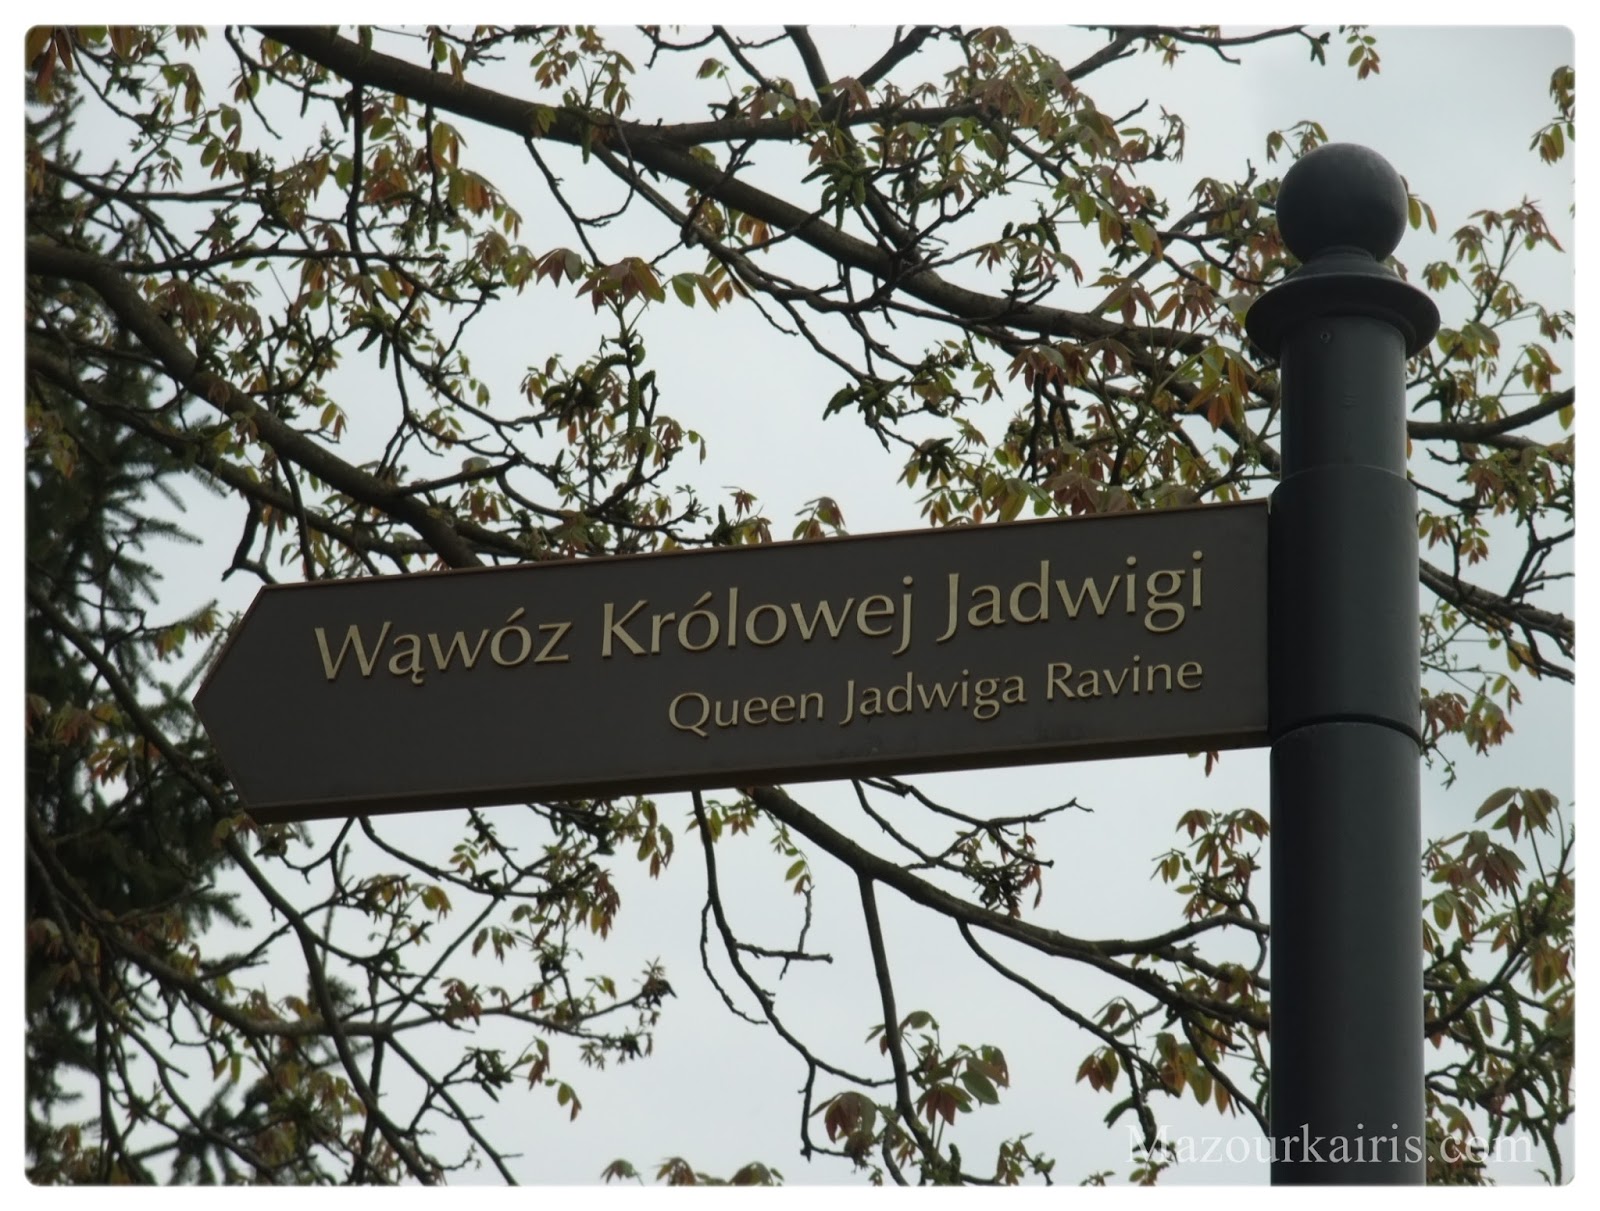 Wąwóz Królowej Jadwigi
Queen Jadwiga Ravine
Mazourkairis.com